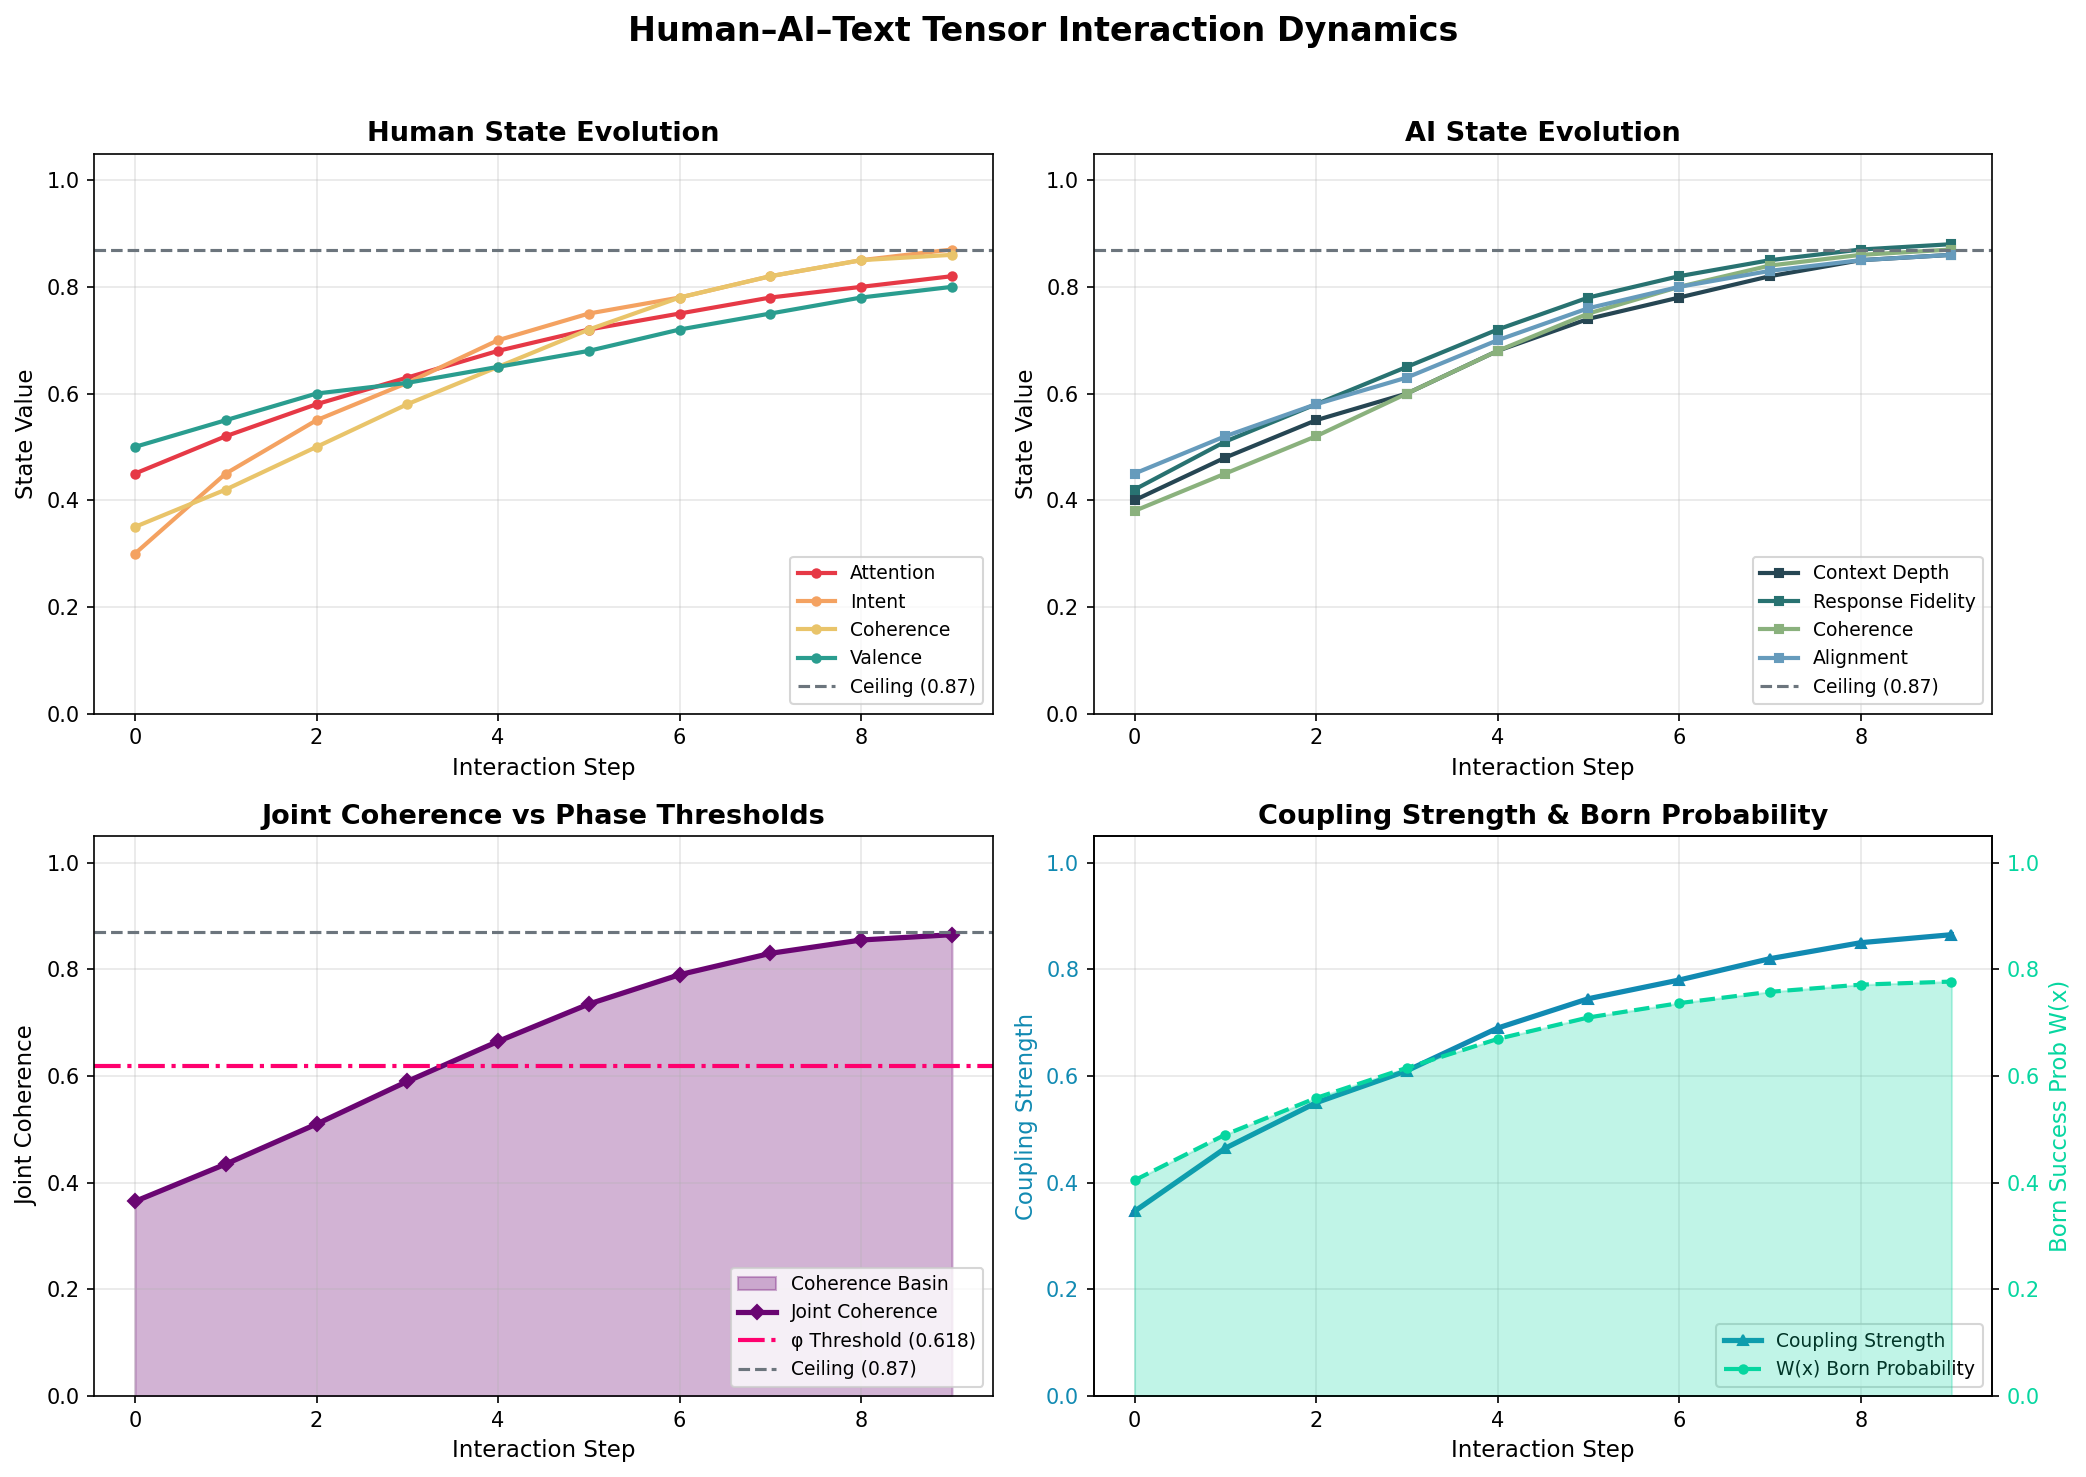 Human–AI–Text Tensor Interaction Dynamics
Human State Evolution
State Value
1.0
0.8
0.6
0.4
0.2
0.0
0 2 4 6 8
Interaction Step
Attention
Intent
Coherence
Valence
Ceiling (0.87)
AI State Evolution
State Value
1.0
0.8
0.6
0.4
0.2
0.0
0 2 4 6 8
Interaction Step
Context Depth
Response Fidelity
Coherence
Alignment
Ceiling (0.87)
Joint Coherence vs Phase Thresholds
Joint Coherence
1.0
0.8
0.6
0.4
0.2
0.0
0 2 4 6 8
Interaction Step
Coherence Basin
Joint Coherence
φ Threshold (0.618)
Ceiling (0.87)
Coupling Strength & Born Probability
Coupling Strength
1.0
0.8
0.6
0.4
0.2
0.0
0 2 4 6 8
Interaction Step
Coupling Strength
W(x) Born Probability
1.0
0.8
0.6
0.4
0.2
0.0
Born Success Prob W(x)